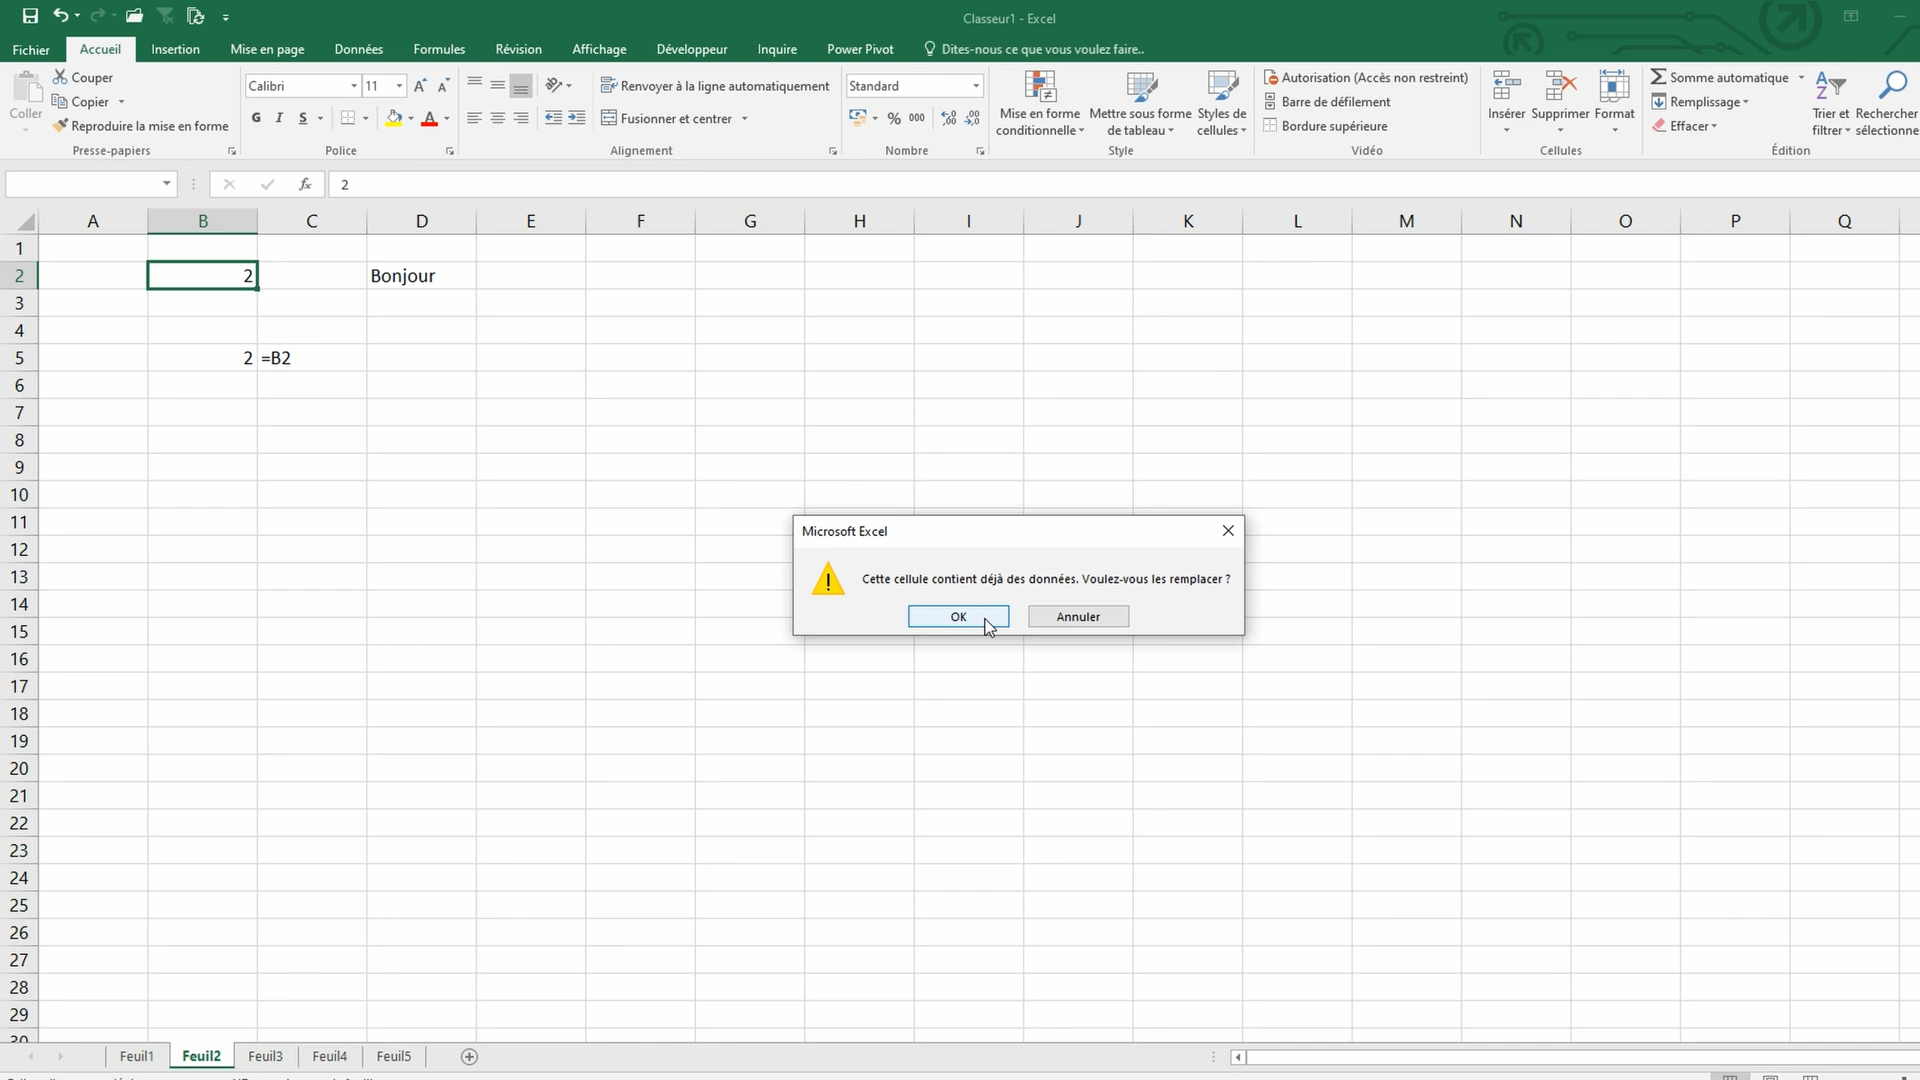 Classeur1 - Excel
Fichier Accueil Insertion Mise en page Données Formules Révision Affichage Développeur Inquire Power Pivot Dites-nous ce que vous voulez faire..
Couper
Copier
Reproduire la mise en forme
Coller
Presse-papiers
Calibri 11
G I S
Police
Renvoyer à la ligne automatiquement
Fusionner et centrer
Alignement
Standard
% 000
Nombre
Mise en forme conditionnelle
Mettre sous forme de tableau
Styles de cellules
Style
Autorisation (Accès non restreint)
Barre de défilement
Bordure supérieure
Vidéo
Insérer Supprimer Format
Cellules
Somme automatique
Remplissage
Effacer
Trier et filtrer
Rechercher sélectionne
Édition
fx 2
A B C D E F G H I J K L M N O P Q
1
2 2 Bonjour
3
4
5 2 =B2
6
7
8
9
10
11
12
13
14
15
16
17
18
19
20
21
22
23
24
25
26
27
28
29
30
Microsoft Excel
Cette cellule contient déjà des données. Voulez-vous les remplacer ?
OK Annuler
Feuil1 Feuil2 Feuil3 Feuil4 Feuil5